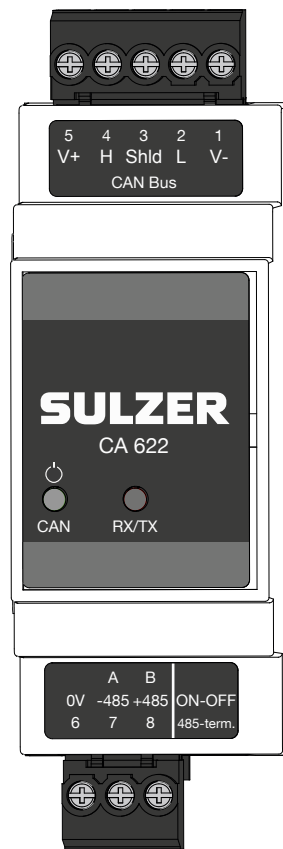 5 4 3 2 1
V+ H Shld L V-
CAN Bus
SULZER
CA 622
CAN RX/TX
A B
0V -485 +485 ON-OFF
6 7 8 485-term.